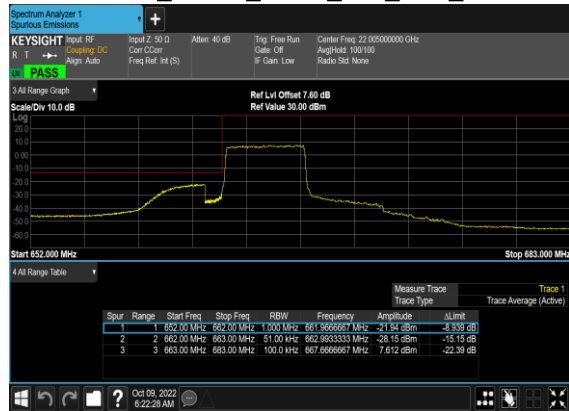 Spectrum Analyzer 1
Spurious Emissions
KEYSIGHT Input: RF Input Z: 50 Ω Atten: 40 dB Trig: Free Run Center Freq: 22.005000000 GHz
R T Coupling: DC Corr CCorr Gate: Off Avg|Hold: 100/100
Align: Auto Freq Ref: Int (S) IF Gain: Low Radio Std: None
PASS
3 All Range Graph Ref Lvl Offset 7.60 dB
Scale/Div 10.0 dB Ref Value 30.00 dBm
Log
20.0
10.0
0.00
-10.0
-20.0
-30.0
-40.0
-50.0
-60.0
Start 652.000 MHz Stop 683.000 MHz
4 All Range Table
Measure Trace Trace 1
Trace Type Trace Average (Active)
Spur Range Start Freq Stop Freq RBW Frequency Amplitude ΔLimit
1 1 652.00 MHz 662.00 MHz 1.000 MHz 661.9666667 MHz -21.94 dBm -8.939 dB
2 2 662.00 MHz 663.00 MHz 51.00 kHz 662.9933333 MHz -28.15 dBm -15.15 dB
3 3 663.00 MHz 683.00 MHz 100.0 kHz 667.6666667 MHz 7.612 dBm -22.39 dB
Oct 09, 2022
6:22:28 AM